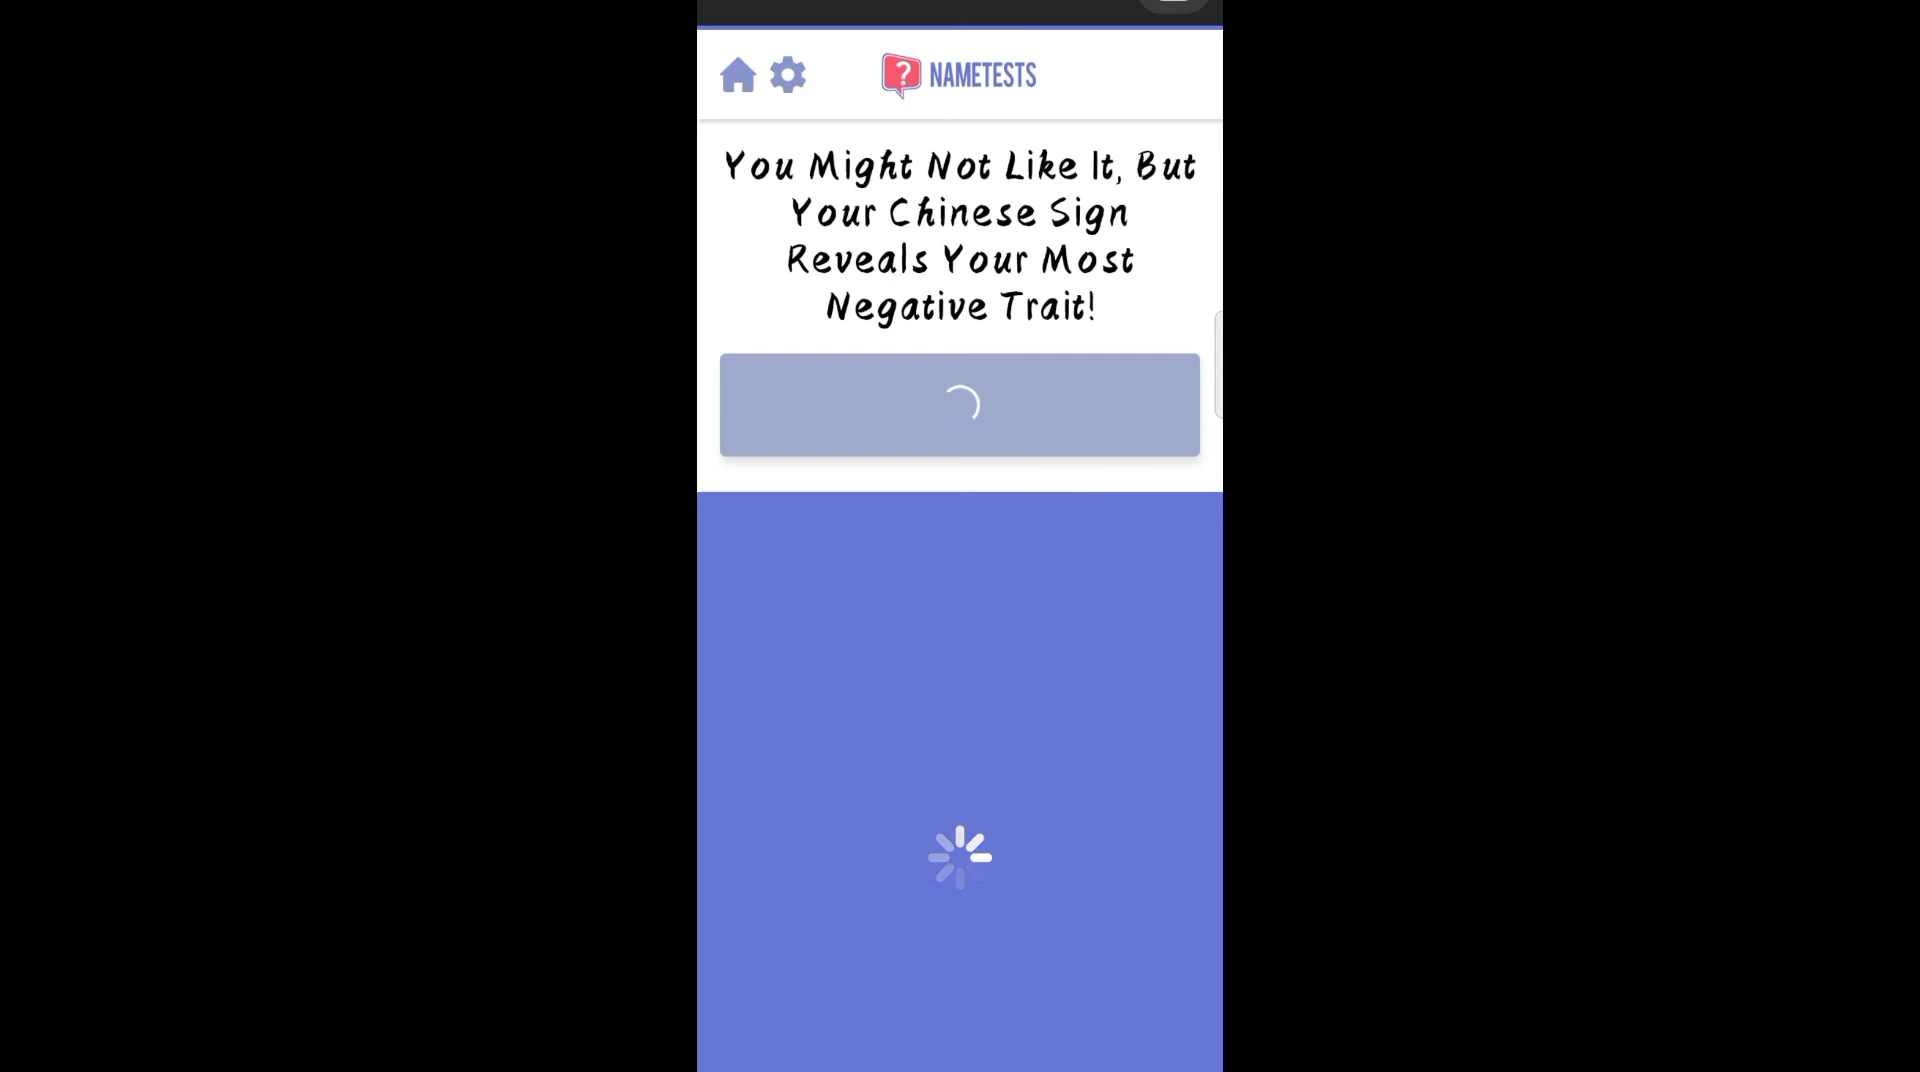 NAMETESTS
You Might Not Like It, But
Your Chinese Sign
Reveals Your Most
Negative Trait!